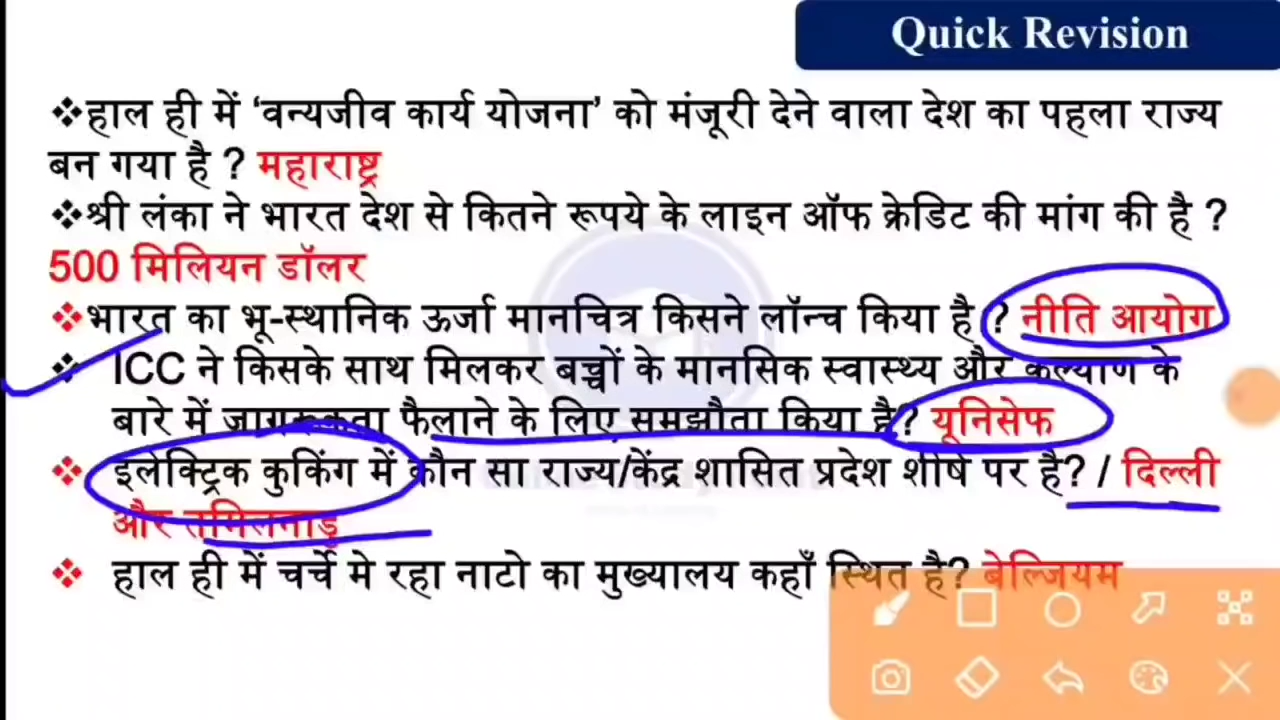 Quick Revision
❖हाल ही में ‘वन्यजीव कार्य योजना’ को मंजूरी देने वाला देश का पहला राज्य
बन गया है ? महाराष्ट्र
❖श्री लंका ने भारत देश से कितने रूपये के लाइन ऑफ क्रेडिट की मांग की है ?
500 मिलियन डॉलर
❖भारत का भू-स्थानिक ऊर्जा मानचित्र किसने लॉन्च किया है ? नीति आयोग
❖ ICC ने किसके साथ मिलकर बच्चों के मानसिक स्वास्थ्य और कल्याण के
बारे में जागरूकता फैलाने के लिए समझौता किया है? यूनिसेफ
❖ इलेक्ट्रिक कुकिंग में कौन सा राज्य/केंद्र शासित प्रदेश शीर्ष पर है? / दिल्ली
और तमिलनाडु
❖ हाल ही में चर्चे मे रहा नाटो का मुख्यालय कहाँ स्थित है? बेल्जियम